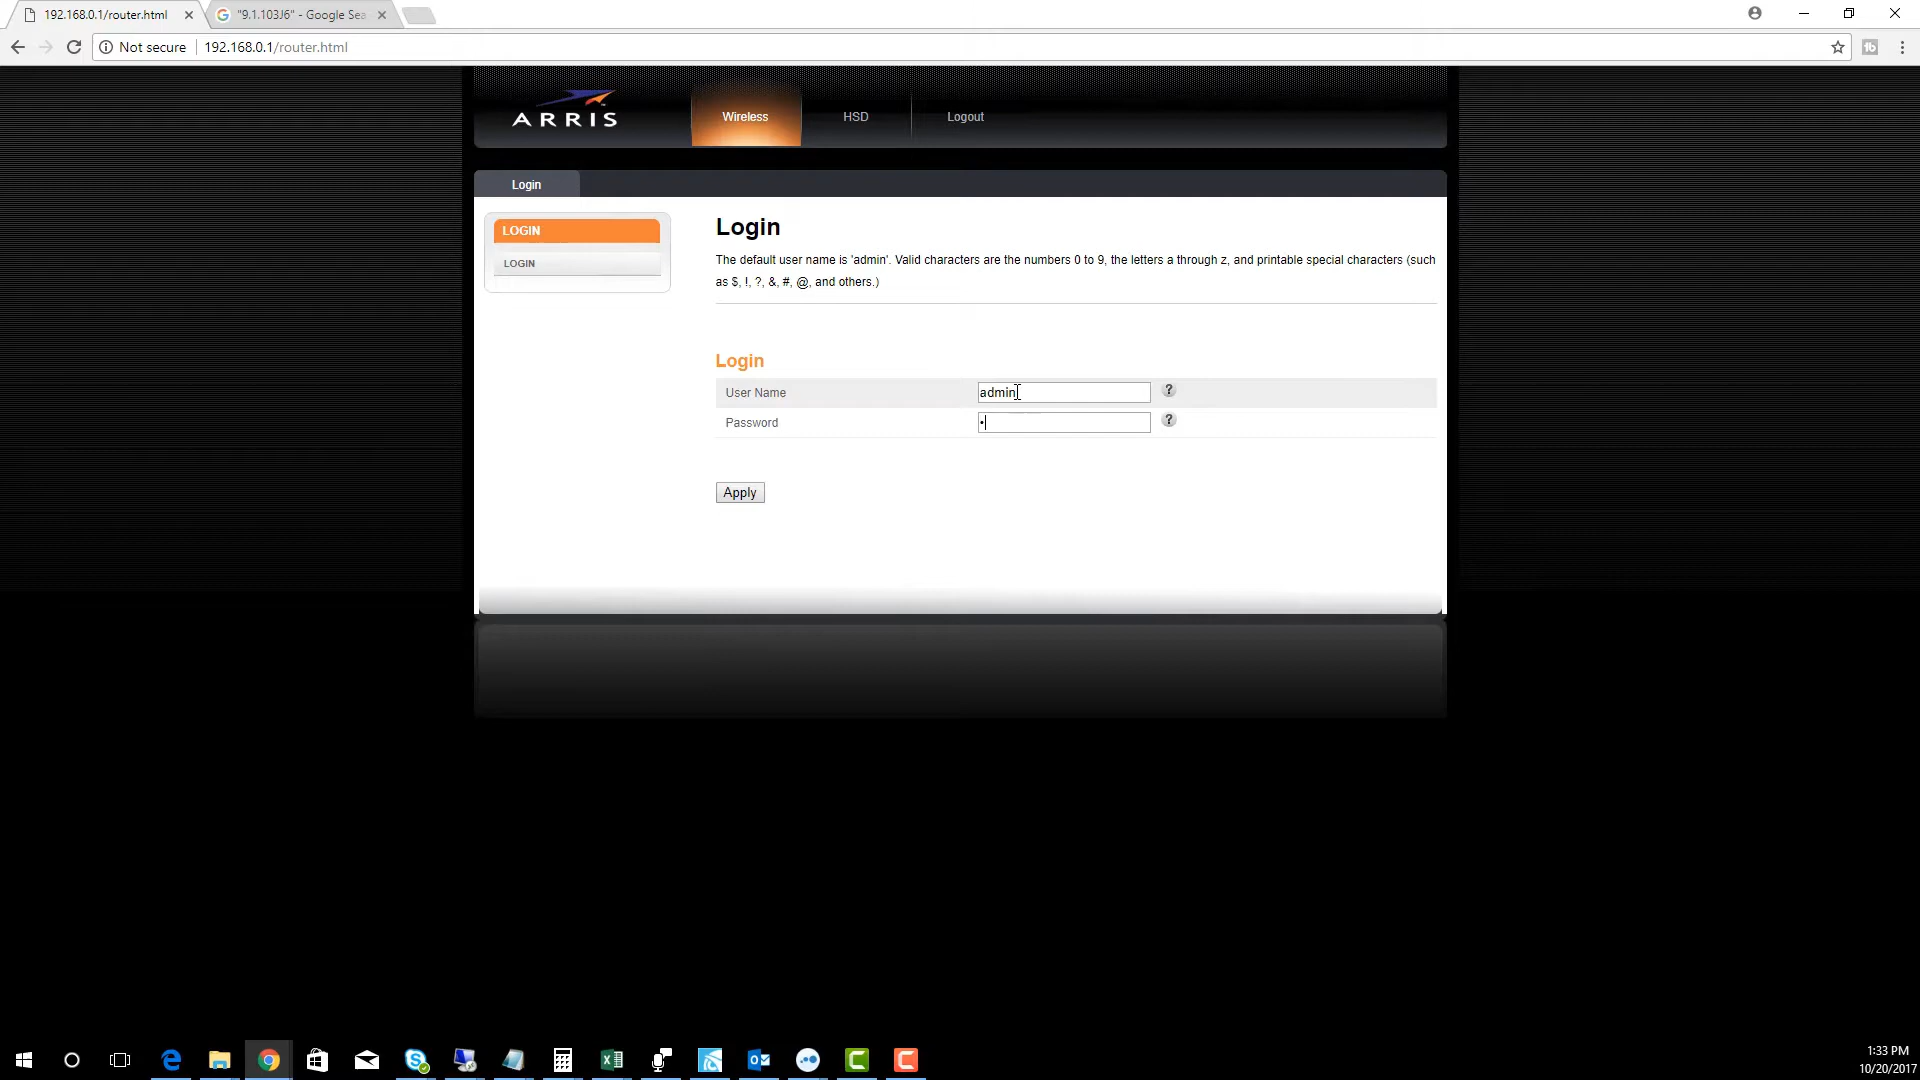 192.168.0.1/router.html
"9.1.103J6" - Google Sea
Not secure
192.168.0.1/router.html
ARRIS
Wireless
HSD
Logout
Login
LOGIN
LOGIN
Login
The default user name is 'admin'. Valid characters are the numbers 0 to 9, the letters a through z, and printable special characters (such
as $, !, ?, &, #, @, and others.)
Login
User Name
admin
?
Password
•
?
Apply
1:33 PM
10/20/2017